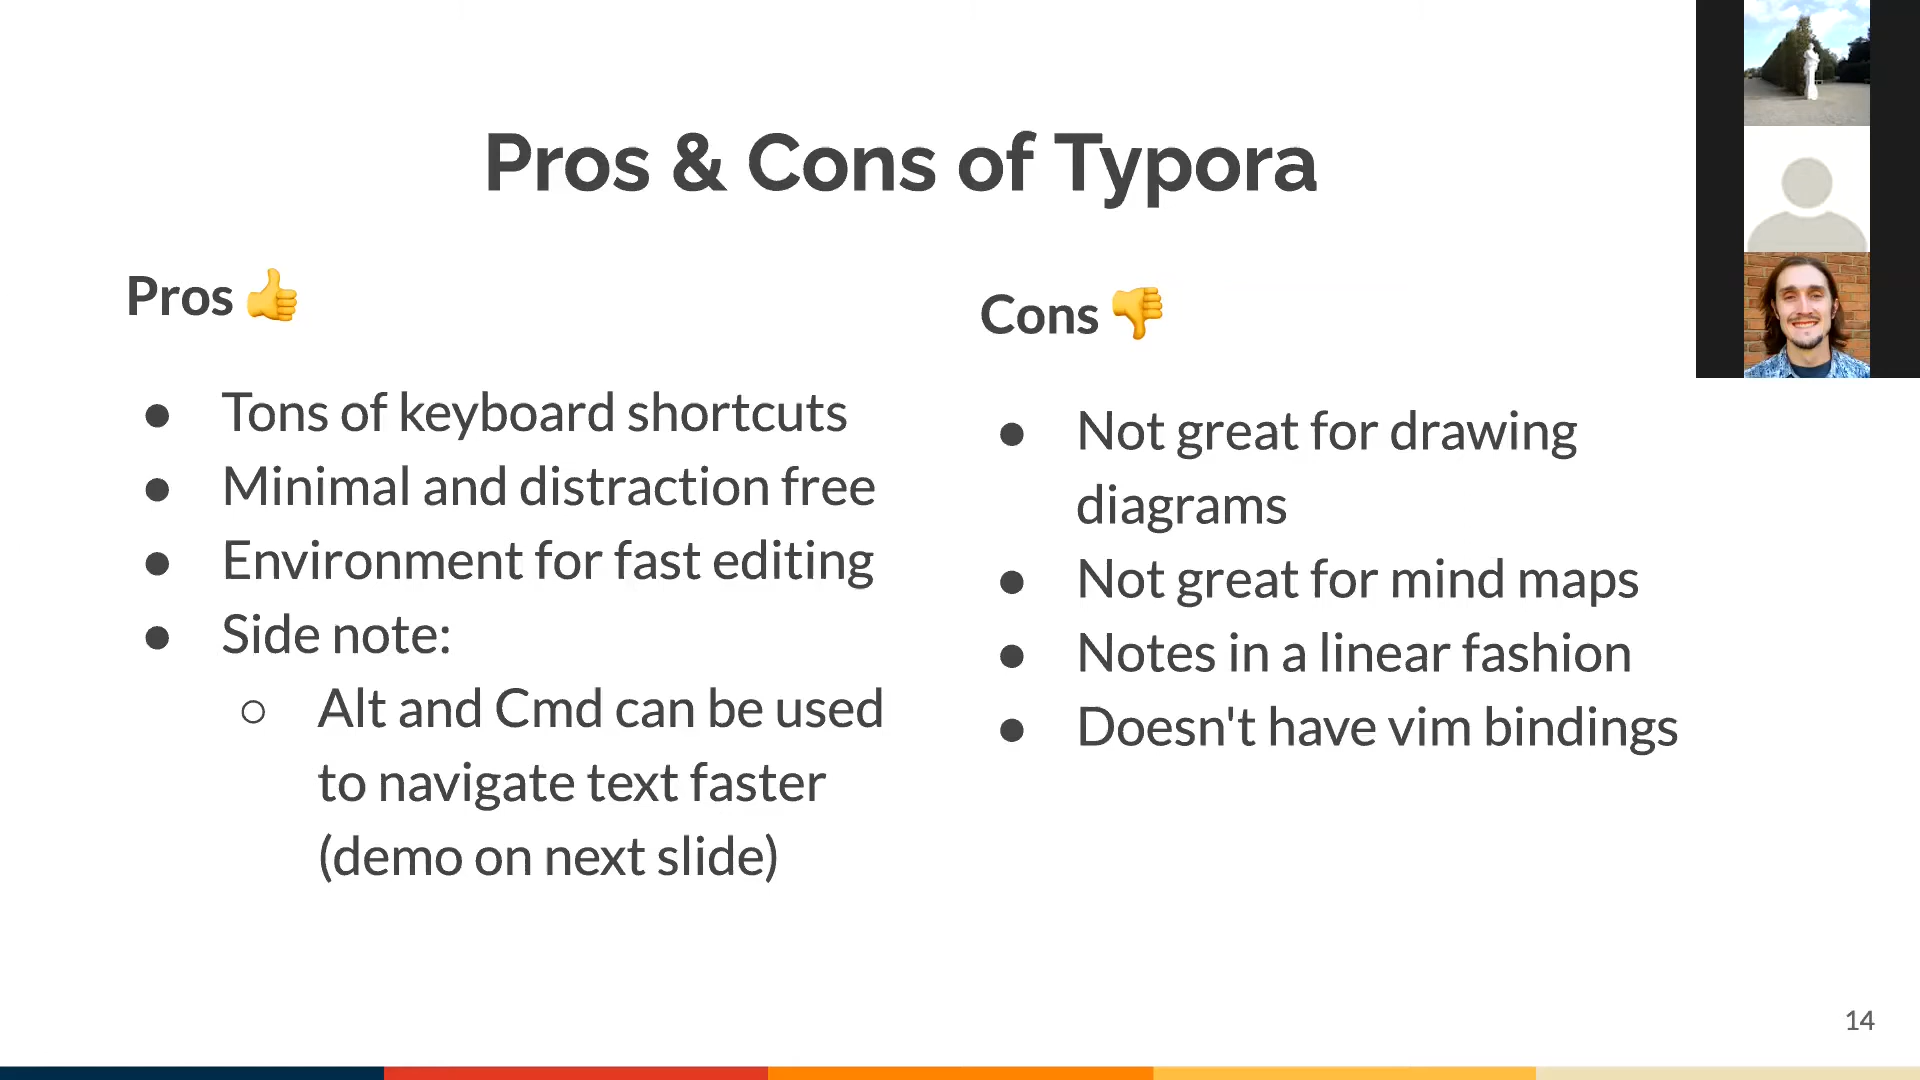 Pros & Cons of Typora
Pros 👍
● Tons of keyboard shortcuts
● Minimal and distraction free
● Environment for fast editing
● Side note:
○ Alt and Cmd can be used
to navigate text faster
(demo on next slide)
Cons 👎
● Not great for drawing
diagrams
● Not great for mind maps
● Notes in a linear fashion
● Doesn't have vim bindings
14